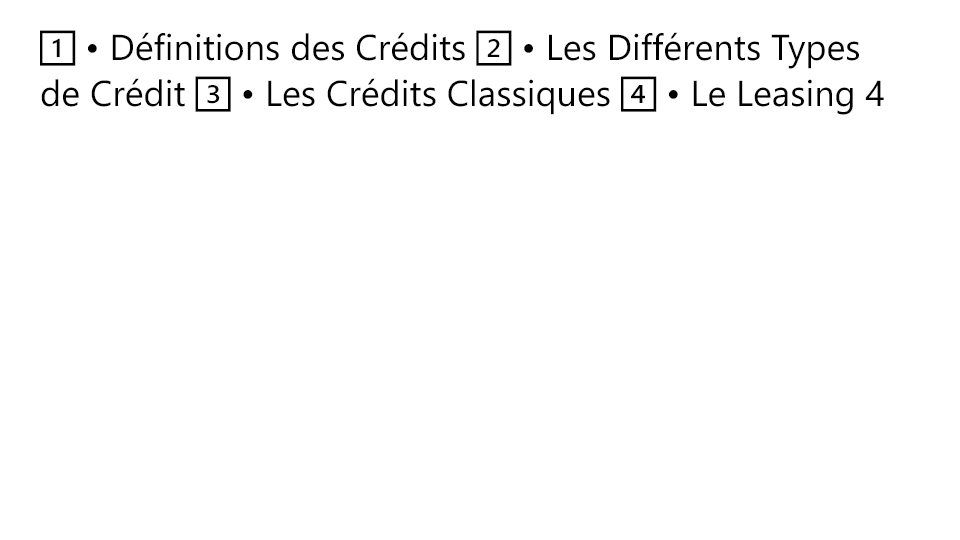 1 • Définitions des Crédits 2 • Les Différents Types
de Crédit 3 • Les Crédits Classiques 4 • Le Leasing 4